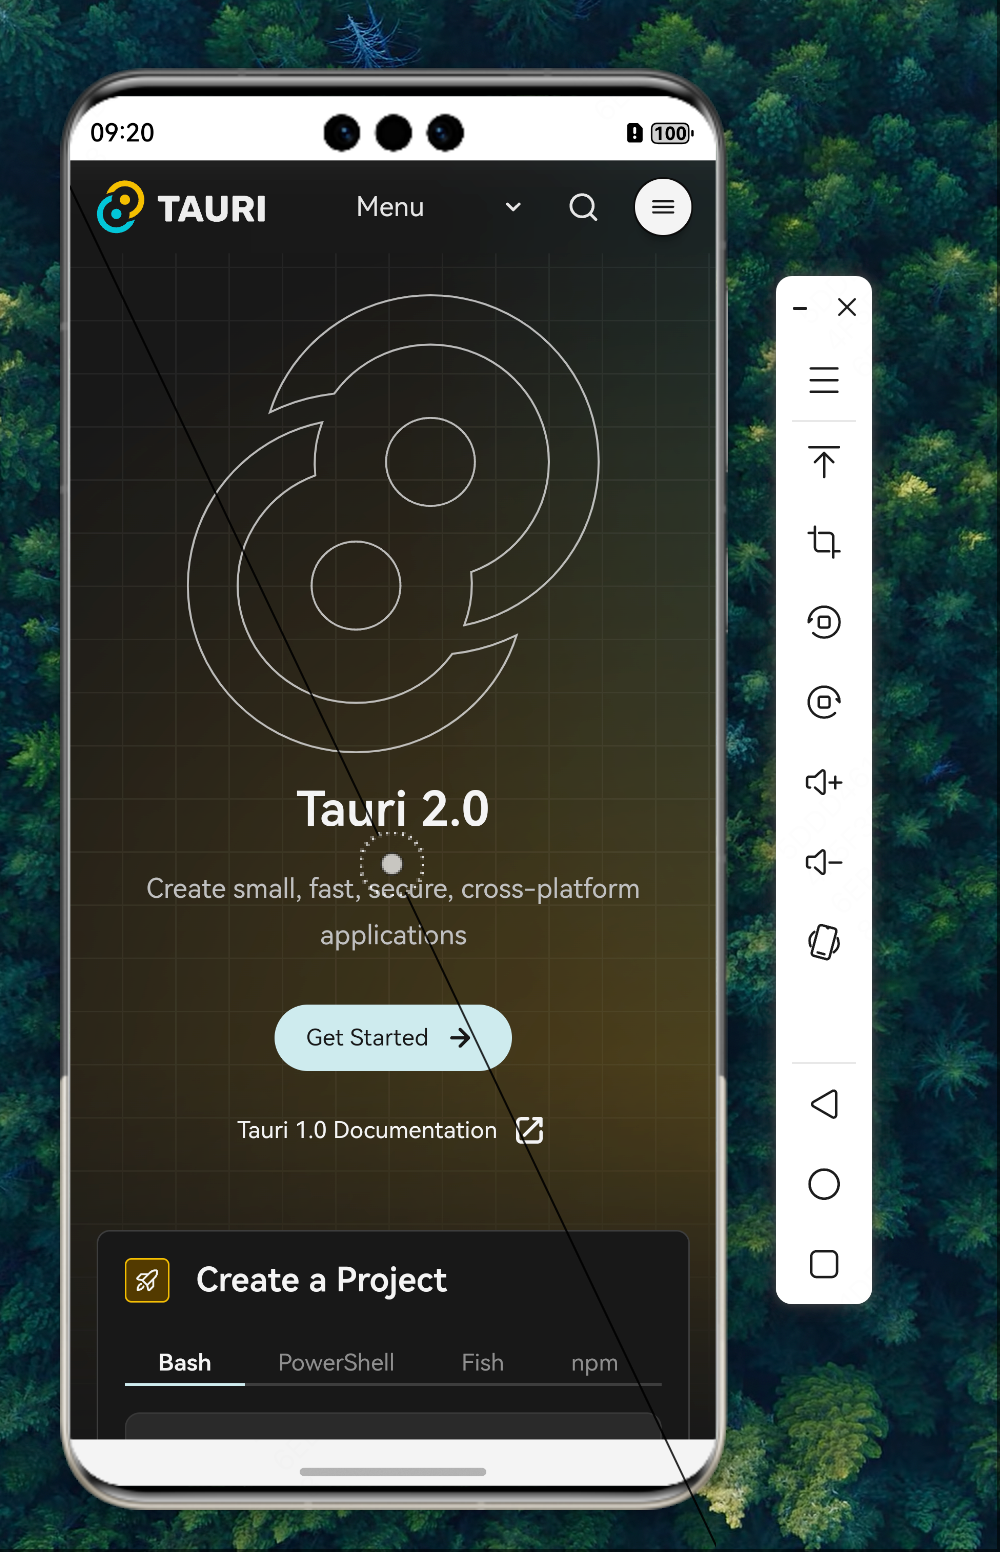 09:20
100
TAURI
Menu
Tauri 2.0
Create small, fast, secure, cross-platform
applications
Get Started
Tauri 1.0 Documentation
Create a Project
Bash PowerShell Fish npm